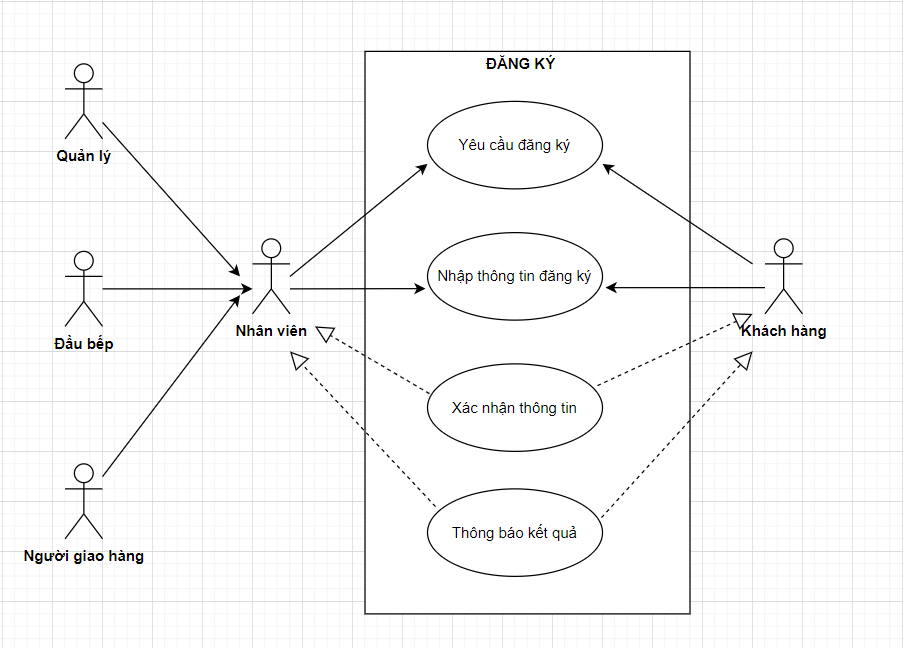 ĐĂNG KÝ
Yêu cầu đăng ký
Quản lý
Nhập thông tin đăng ký
Nhân viên
Khách hàng
Đầu bếp
Xác nhận thông tin
Thông báo kết quả
Người giao hàng